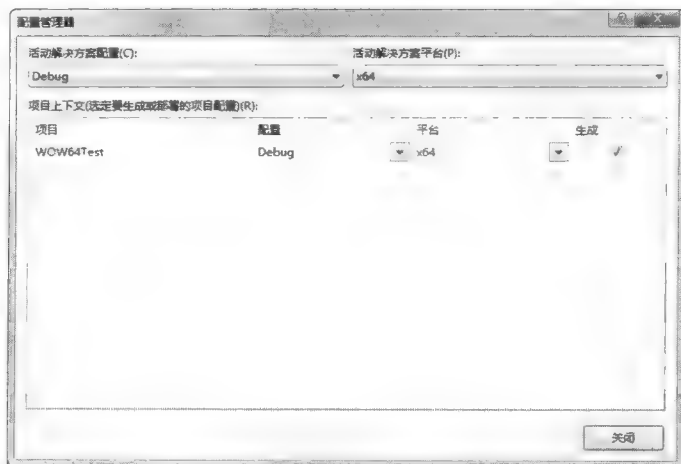 配置管理器
活动解决方案配置(C): 活动解决方案平台(P):
Debug x64
项目上下文(选定要生成或部署的项目配置)(R):
项目 配置 平台 生成
WOW64Test Debug x64
关闭